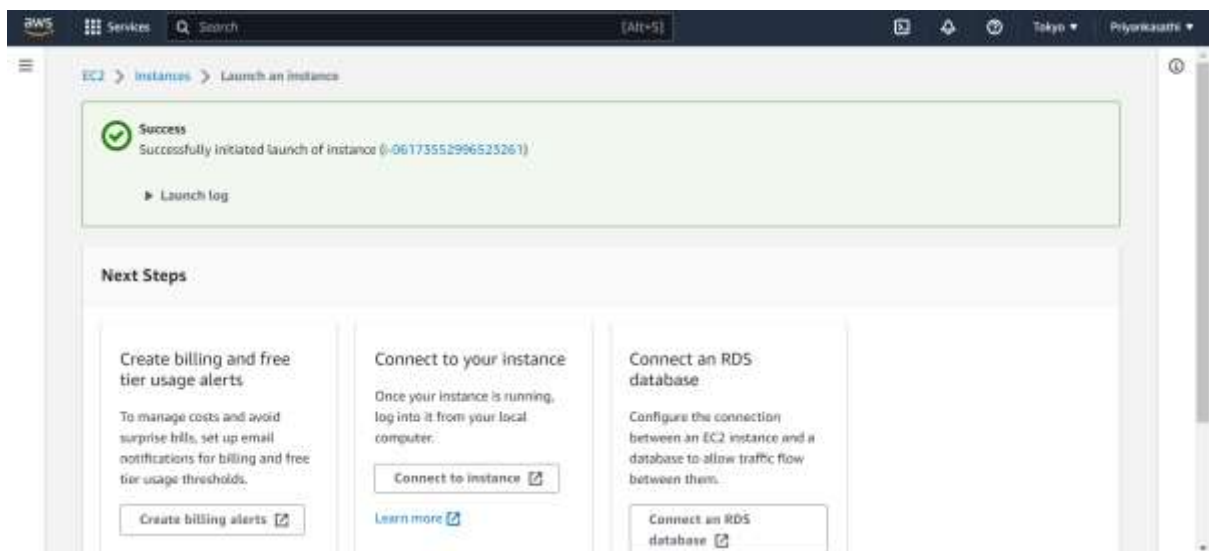 aws Services Search [Alt+S] Tokyo ▼ Priyankasathi ▼
EC2 > Instances > Launch an instance
Success
Successfully initiated launch of instance (i-06173552996523261)
▶ Launch log
Next Steps
Create billing and free
tier usage alerts
To manage costs and avoid
surprise bills, set up email
notifications for billing and free
tier usage thresholds.
Create billing alerts
Connect to your instance
Once your instance is running,
log into it from your local
computer.
Connect to instance
Learn more
Connect an RDS
database
Configure the connection
between an EC2 instance and a
database to allow traffic flow
between them.
Connect an RDS
database